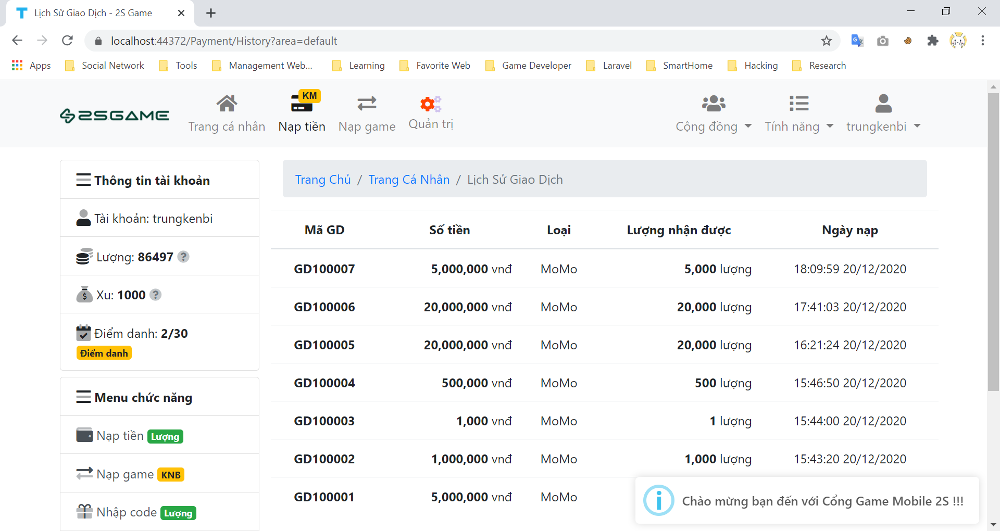 Lịch Sử Giao Dịch - 2S Game
localhost:44372/Payment/History?area=default
Apps Social Network Tools Management Web... Learning Favorite Web Game Developer Laravel SmartHome Hacking Research
2SGAME
Trang cá nhân
KM
Nạp tiền
Nạp game
Quản trị
Cộng đồng
Tính năng
trungkenbi
Thông tin tài khoản
Tài khoản: trungkenbi
Lượng: 86497 ?
Xu: 1000 ?
Điểm danh: 2/30
Điểm danh
Menu chức năng
Nạp tiền Lượng
Nạp game KNB
Nhập code Lượng
Trang Chủ / Trang Cá Nhân / Lịch Sử Giao Dịch
Mã GD Số tiền Loại Lượng nhận được Ngày nạp
GD100007 5,000,000 vnđ MoMo 5,000 lượng 18:09:59 20/12/2020
GD100006 20,000,000 vnđ MoMo 20,000 lượng 17:41:03 20/12/2020
GD100005 20,000,000 vnđ MoMo 20,000 lượng 16:21:24 20/12/2020
GD100004 500,000 vnđ MoMo 500 lượng 15:46:50 20/12/2020
GD100003 1,000 vnđ MoMo 1 lượng 15:44:00 20/12/2020
GD100002 1,000,000 vnđ MoMo 1,000 lượng 15:43:20 20/12/2020
GD100001 5,000,000 vnđ MoMo
Chào mừng bạn đến với Cổng Game Mobile 2S !!!